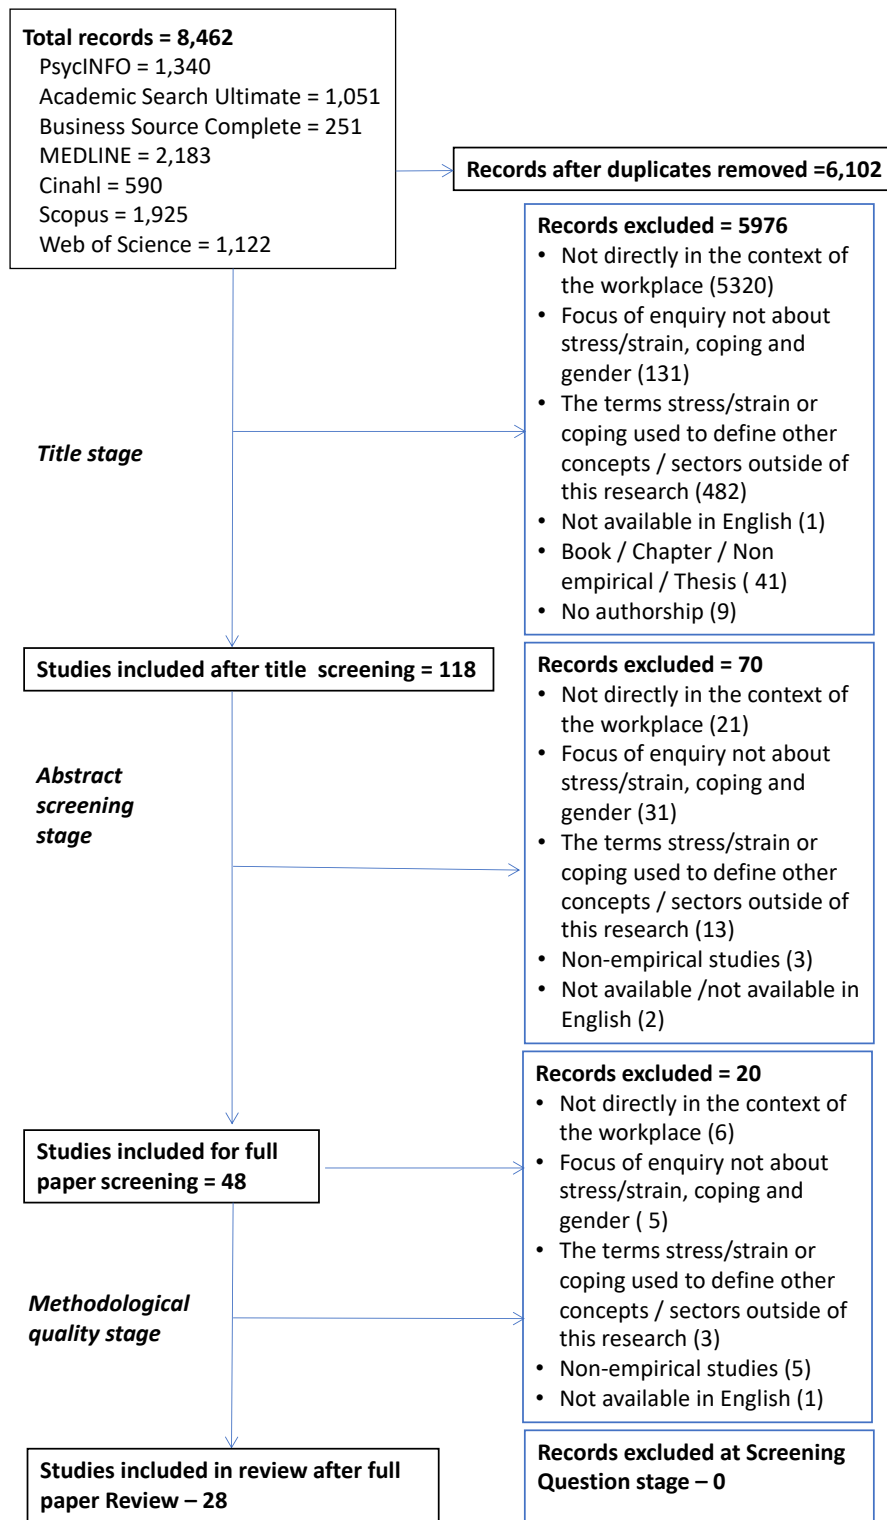 Total records = 8,462
PsycINFO = 1,340
Academic Search Ultimate = 1,051
Business Source Complete = 251
MEDLINE = 2,183
Cinahl = 590
Scopus = 1,925
Web of Science = 1,122
Records after duplicates removed =6,102
Records excluded = 5976
• Not directly in the context of
the workplace (5320)
• Focus of enquiry not about
stress/strain, coping and
gender (131)
• The terms stress/strain or
coping used to define other
concepts / sectors outside of
this research (482)
• Not available in English (1)
• Book / Chapter / Non
empirical / Thesis ( 41)
• No authorship (9)
Title stage
Studies included after title  screening = 118
Records excluded = 70
• Not directly in the context of
the workplace (21)
• Focus of enquiry not about
stress/strain, coping and
gender (31)
• The terms stress/strain or
coping used to define other
concepts / sectors outside of
this research (13)
• Non-empirical studies (3)
• Not available /not available in
English (2)
Abstract
screening
stage
Studies included for full
paper screening = 48
Records excluded = 20
• Not directly in the context of
the workplace (6)
• Focus of enquiry not about
stress/strain, coping and
gender ( 5)
• The terms stress/strain or
coping used to define other
concepts / sectors outside of
this research (3)
• Non-empirical studies (5)
• Not available in English (1)
Methodological
quality stage
Studies included in review after full
paper Review – 28
Records excluded at Screening
Question stage – 0